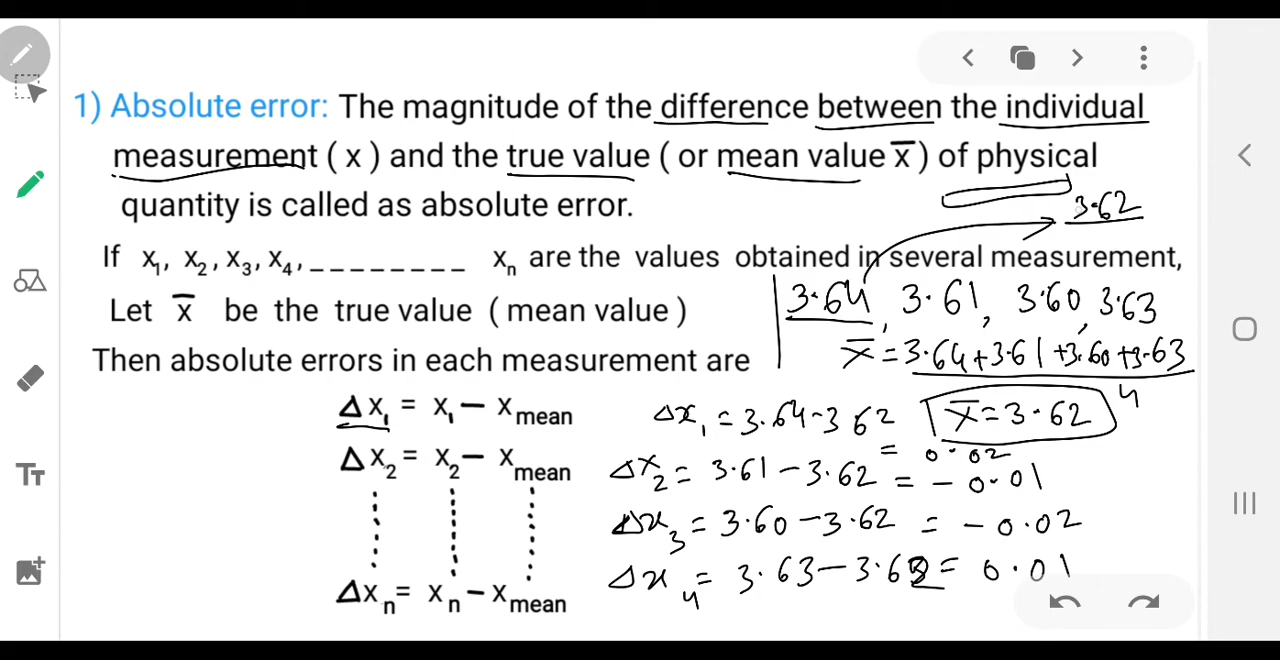 1) Absolute error: The magnitude of the difference between the individual
measurement ( x ) and the true value ( or mean value x̅ ) of physical
quantity is called as absolute error.
3.62
If x₁, x₂, x₃, x₄, _ _ _ _ _ _ _ _ xₙ are the values obtained in several measurement,
Let x̅ be the true value ( mean value )
3.64, 3.61, 3.60, 3.63
Then absolute errors in each measurement are
x̅ = 3.64+3.61+3.60+3.63
4
Δx₁ = x₁ − x mean
Δx₁ = 3.64-3 62
= 0.02
x̅ = 3.62
Δx₂ = x₂ − x mean
Δx₂ = 3.61 − 3.62 = − 0.01
Δx₃ = 3.60 − 3.62 = − 0.02
Δxₙ = xₙ − x mean
Δx₄ = 3.63 − 3.62 = 0.01
Tт